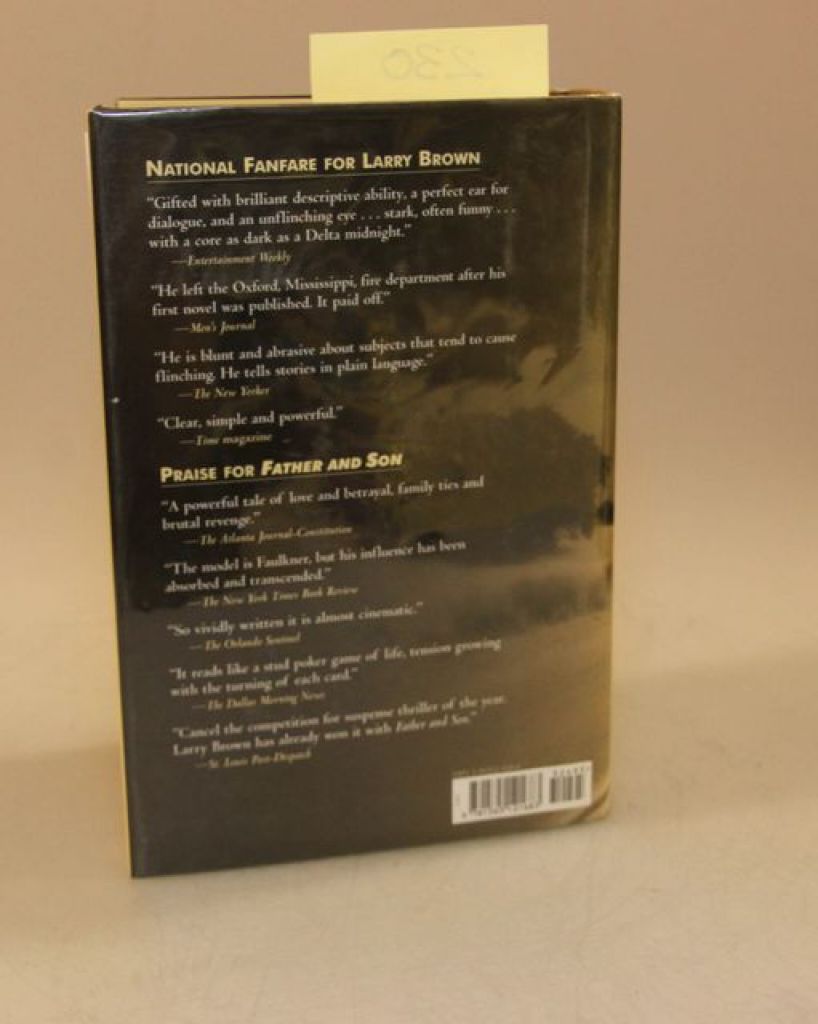 230
NATIONAL FANFARE FOR LARRY BROWN
“Gifted with brilliant descriptive ability, a perfect ear for
dialogue, and an unflinching eye . . . stark, often funny . . .
with a core as dark as a Delta midnight.”
—Entertainment Weekly
“He left the Oxford, Mississippi, fire department after his
first novel was published. It paid off.”
—Men's Journal
“He is blunt and abrasive about subjects that tend to cause
flinching. He tells stories in plain language.”
—The New Yorker
“Clear, simple and powerful.”
—Time magazine
PRAISE FOR FATHER AND SON
“A powerful tale of love and betrayal, family ties and
brutal revenge.”
—The Atlanta Journal-Constitution
“The model is Faulkner, but his influence has been
absorbed and transcended.”
—The New York Times Book Review
“So vividly written it is almost cinematic.”
—The Orlando Sentinel
“It reads like a stud poker game of life, tension growing
with the turning of each card.”
—The Dallas Morning News
“Cancel the competition for suspense thriller of the year.
Larry Brown has already won it with Father and Son.”
—St. Louis Post-Dispatch